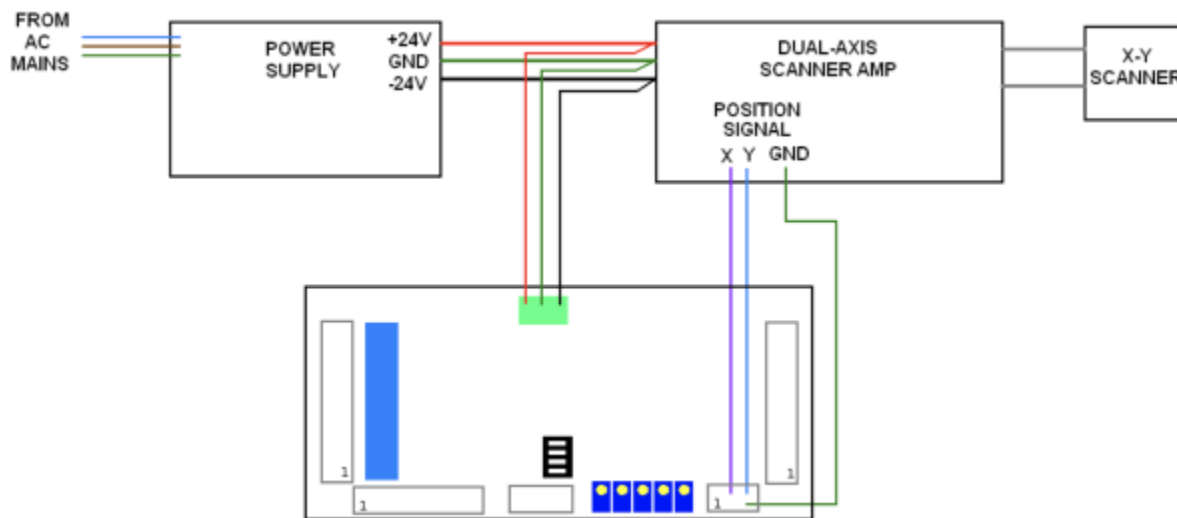 FROM
AC
MAINS
POWER
SUPPLY
+24V
GND
-24V
DUAL-AXIS
SCANNER AMP
POSITION
SIGNAL
X Y GND
X-Y
SCANNER
1
1
1
1